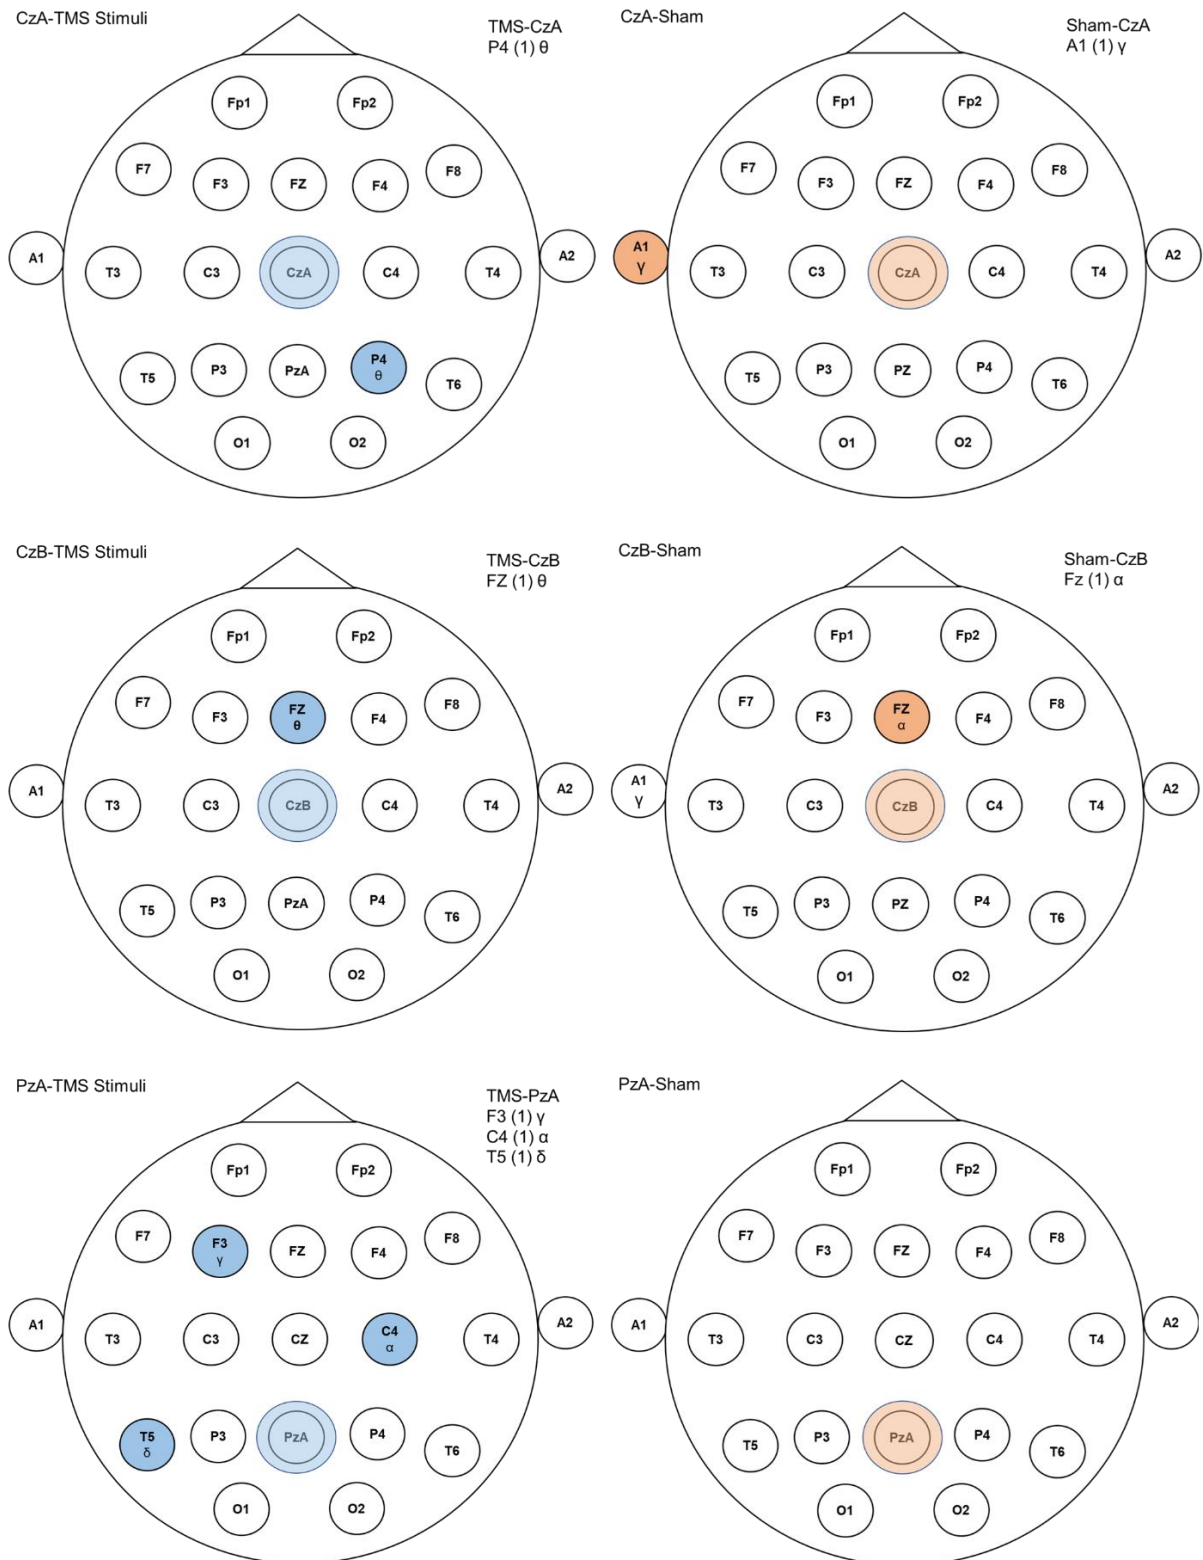 CzA-TMS Stimuli
TMS-CzA
P4 (1) θ
Fp1 Fp2
F7 F3 FZ F4 F8
A1 T3 C3 CzA C4 T4 A2
T5 P3 PzA P4 θ T6
O1 O2
CzA-Sham
Sham-CzA
A1 (1) γ
Fp1 Fp2
F7 F3 FZ F4 F8
A1 γ T3 C3 CzA C4 T4 A2
T5 P3 PZ P4 T6
O1 O2
CzB-TMS Stimuli
TMS-CzB
FZ (1) θ
Fp1 Fp2
F7 F3 FZ θ F4 F8
A1 T3 C3 CzB C4 T4 A2
T5 P3 PzA P4 T6
O1 O2
CzB-Sham
Sham-CzB
Fz (1) α
Fp1 Fp2
F7 F3 FZ α F4 F8
A1 γ T3 C3 CzB C4 T4 A2
T5 P3 PZ P4 T6
O1 O2
PzA-TMS Stimuli
TMS-PzA
F3 (1) γ
C4 (1) α
T5 (1) δ
Fp1 Fp2
F7 F3 γ FZ F4 F8
A1 T3 C3 CZ C4 α T4 A2
T5 δ P3 PzA P4 T6
O1 O2
PzA-Sham
Fp1 Fp2
F7 F3 FZ F4 F8
A1 T3 C3 CZ C4 T4 A2
T5 P3 PzA P4 T6
O1 O2